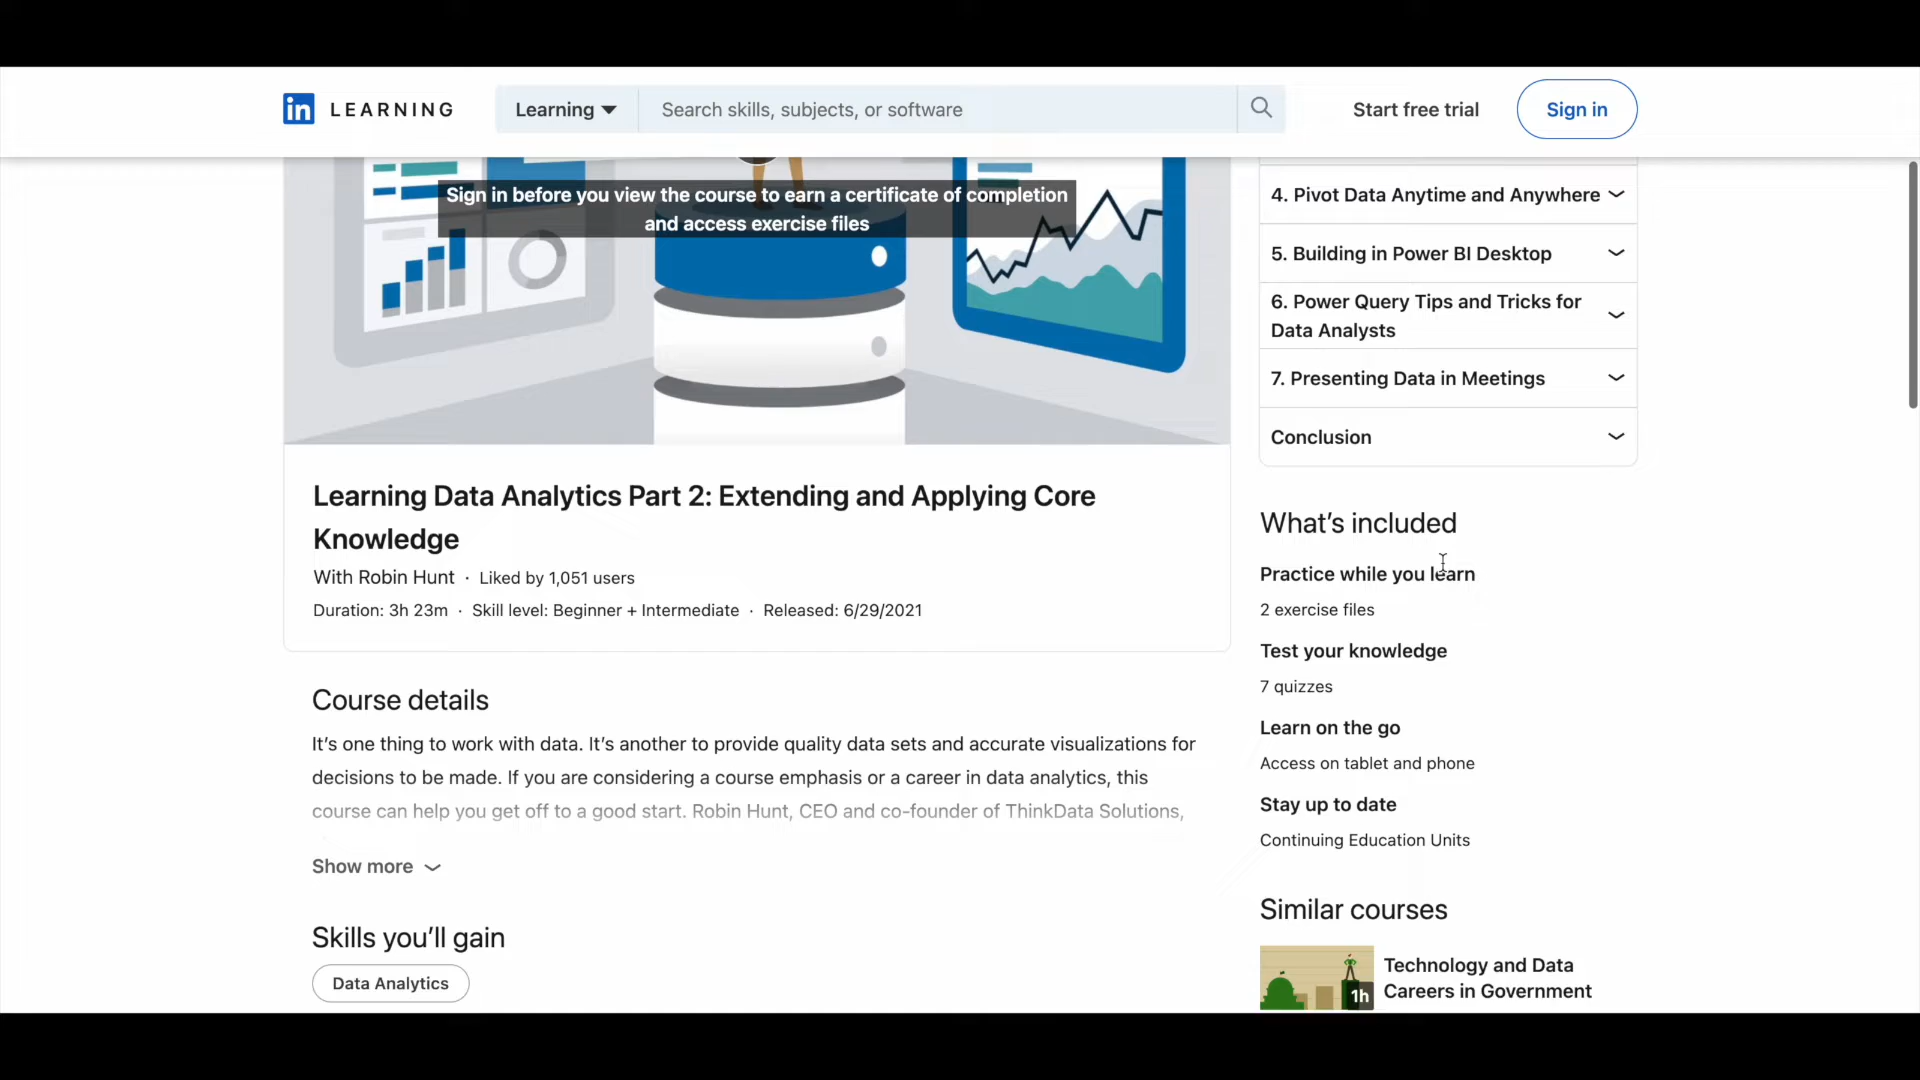 in LEARNING
Learning
Search skills, subjects, or software
Start free trial
Sign in
Sign in before you view the course to earn a certificate of completion
and access exercise files
Learning Data Analytics Part 2: Extending and Applying Core
Knowledge
With Robin Hunt · Liked by 1,051 users
Duration: 3h 23m · Skill level: Beginner + Intermediate · Released: 6/29/2021
Course details
It’s one thing to work with data. It’s another to provide quality data sets and accurate visualizations for
decisions to be made. If you are considering a course emphasis or a career in data analytics, this
course can help you get off to a good start. Robin Hunt, CEO and co-founder of ThinkData Solutions,
Show more
Skills you’ll gain
Data Analytics
4. Pivot Data Anytime and Anywhere
5. Building in Power BI Desktop
6. Power Query Tips and Tricks for
Data Analysts
7. Presenting Data in Meetings
Conclusion
What’s included
Practice while you learn
2 exercise files
Test your knowledge
7 quizzes
Learn on the go
Access on tablet and phone
Stay up to date
Continuing Education Units
Similar courses
1h
Technology and Data
Careers in Government